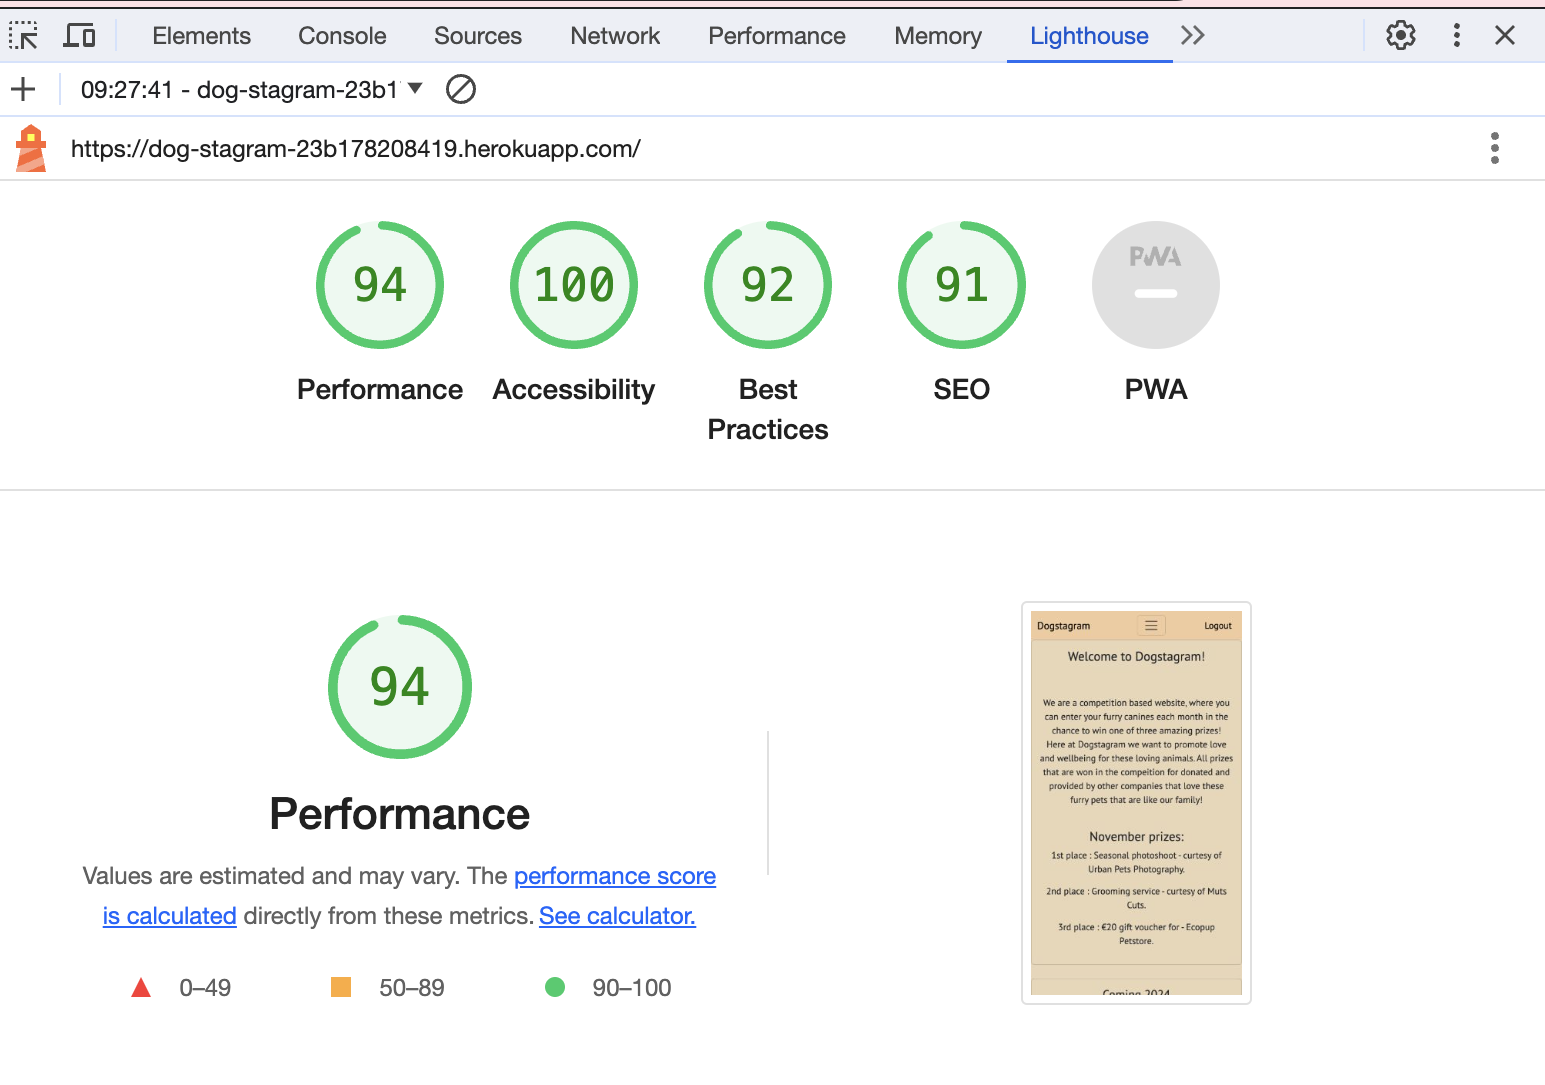 Elements Console Sources Network Performance Memory Lighthouse
09:27:41 - dog-stagram-23b1
https://dog-stagram-23b178208419.herokuapp.com/
94 100 92 91 PWA
Performance Accessibility Best Practices SEO PWA
94
Performance
Values are estimated and may vary. The performance score
is calculated directly from these metrics. See calculator.
0–49 50–89 90–100
Dogstagram Logout
Welcome to Dogstagram!
We are a competition based website, where you
can enter your furry canines each month in the
chance to win one of three amazing prizes!
Here at Dogstagram we want to promote love
and wellbeing for these loving animals. All prizes
that are won in the compeition for donated and
provided by other companies that love these
furry pets that are like our family!
November prizes:
1st place : Seasonal photoshoot - curtesy of
Urban Pets Photography.
2nd place : Grooming service - curtesy of Muts
Cuts.
3rd place : €20 gift voucher for - Ecopup
Petstore.
Coming 2024